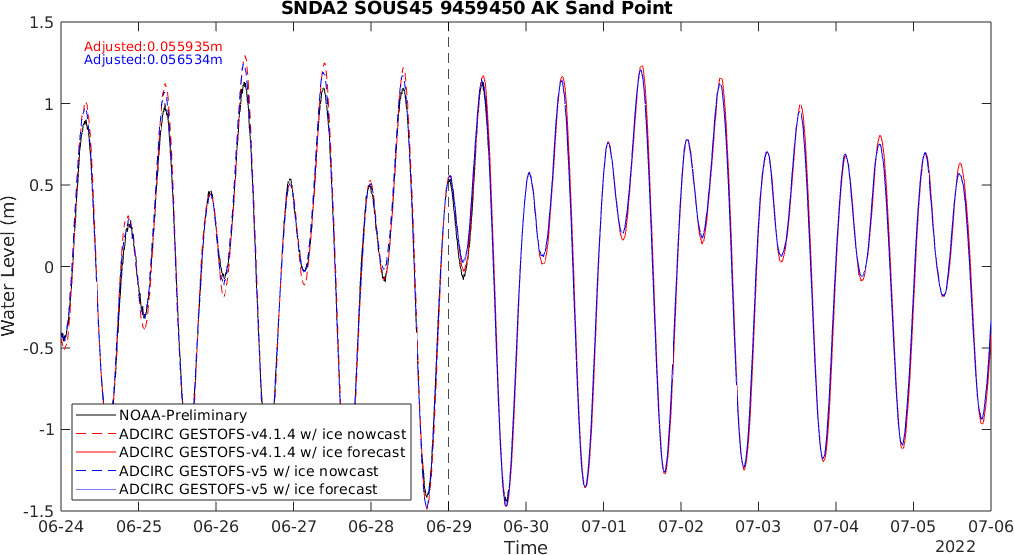 SNDA2 SOUS45 9459450 AK Sand Point
1.5
Adjusted:0.055935m
Adjusted:0.056534m
1
0.5
0
-0.5
-1
-1.5
Water Level (m)
NOAA-Preliminary
ADCIRC GESTOFS-v4.1.4 w/ ice nowcast
ADCIRC GESTOFS-v4.1.4 w/ ice forecast
ADCIRC GESTOFS-v5 w/ ice nowcast
ADCIRC GESTOFS-v5 w/ ice forecast
06-24 06-25 06-26 06-27 06-28 06-29 06-30 07-01 07-02 07-03 07-04 07-05 07-06
Time
2022